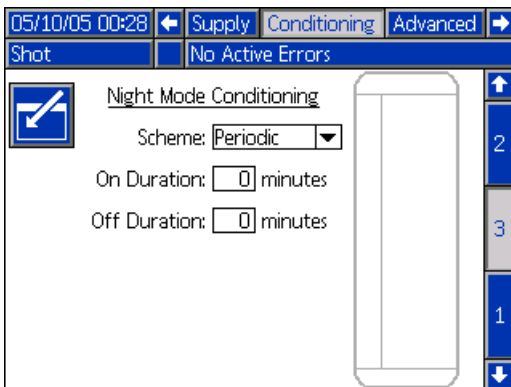 05/10/05 00:28 Supply Conditioning Advanced
Shot No Active Errors
Night Mode Conditioning
Scheme: Periodic
On Duration: 0 minutes
Off Duration: 0 minutes
2
3
1